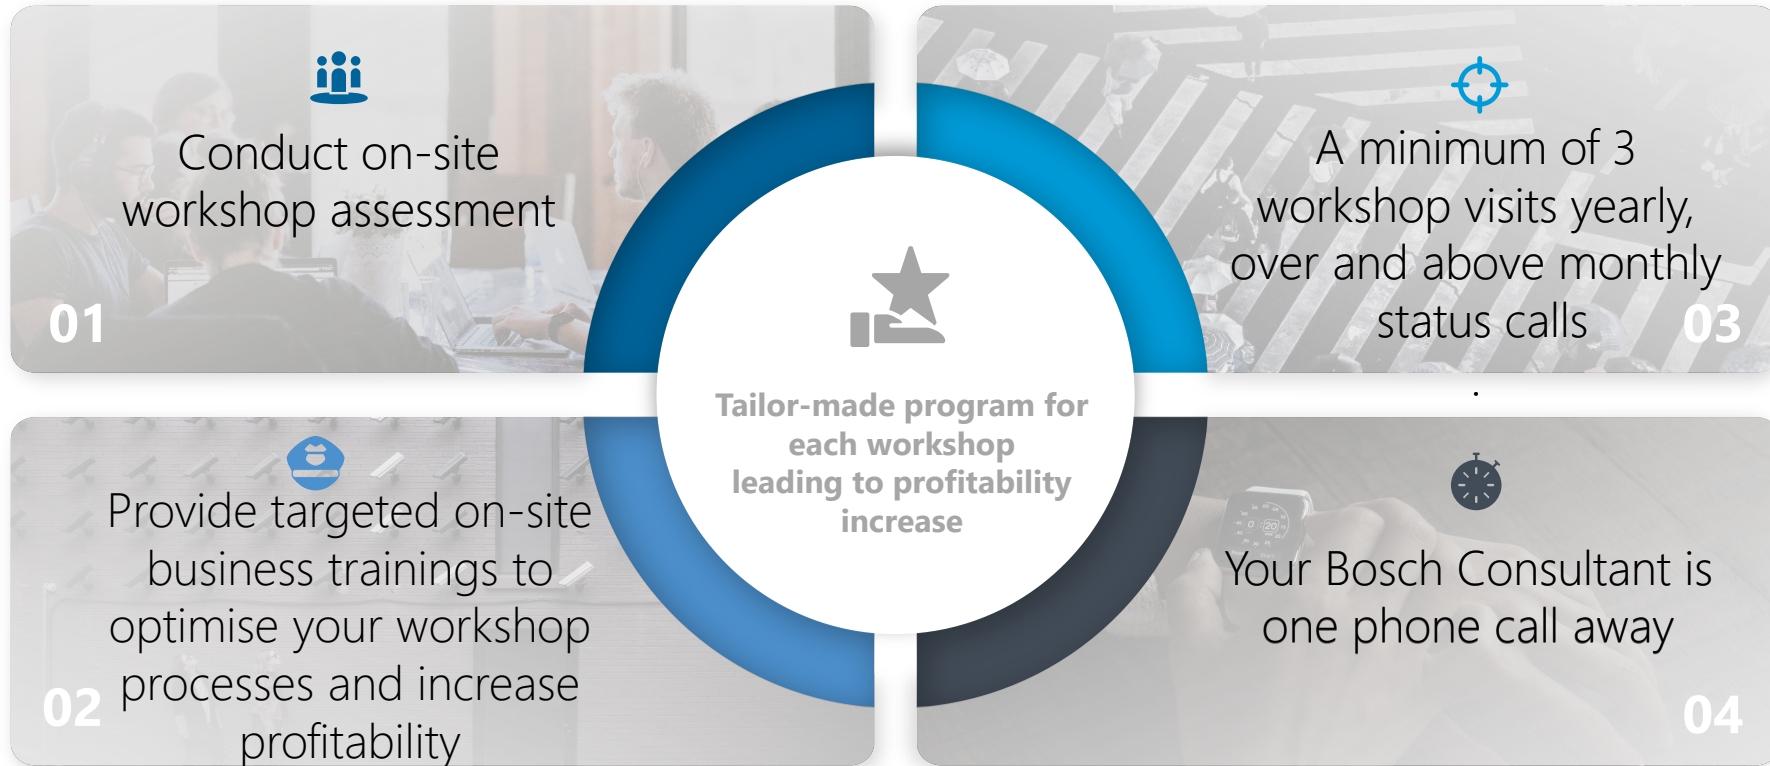 Conduct on-site
workshop assessment
01
Provide targeted on-site
business trainings to
optimise your workshop
processes and increase
profitability
02
Tailor-made program for
each workshop
leading to profitability
increase
A minimum of 3
workshop visits yearly,
over and above monthly
status calls
03
.
Your Bosch Consultant is
one phone call away
04